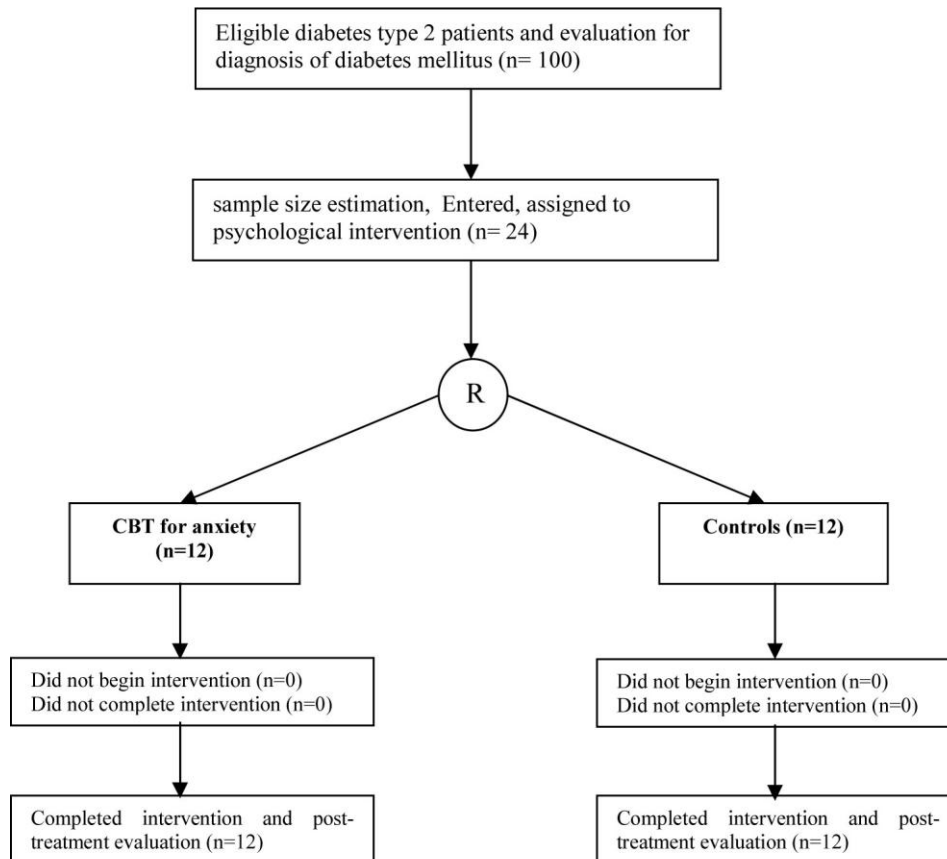 Eligible diabetes type 2 patients and evaluation for
diagnosis of diabetes mellitus (n= 100)
sample size estimation, Entered, assigned to
psychological intervention (n= 24)
R
CBT for anxiety
(n=12)
Controls (n=12)
Did not begin intervention (n=0)
Did not complete intervention (n=0)
Did not begin intervention (n=0)
Did not complete intervention (n=0)
Completed intervention and post-
treatment evaluation (n=12)
Completed intervention and post-
treatment evaluation (n=12)